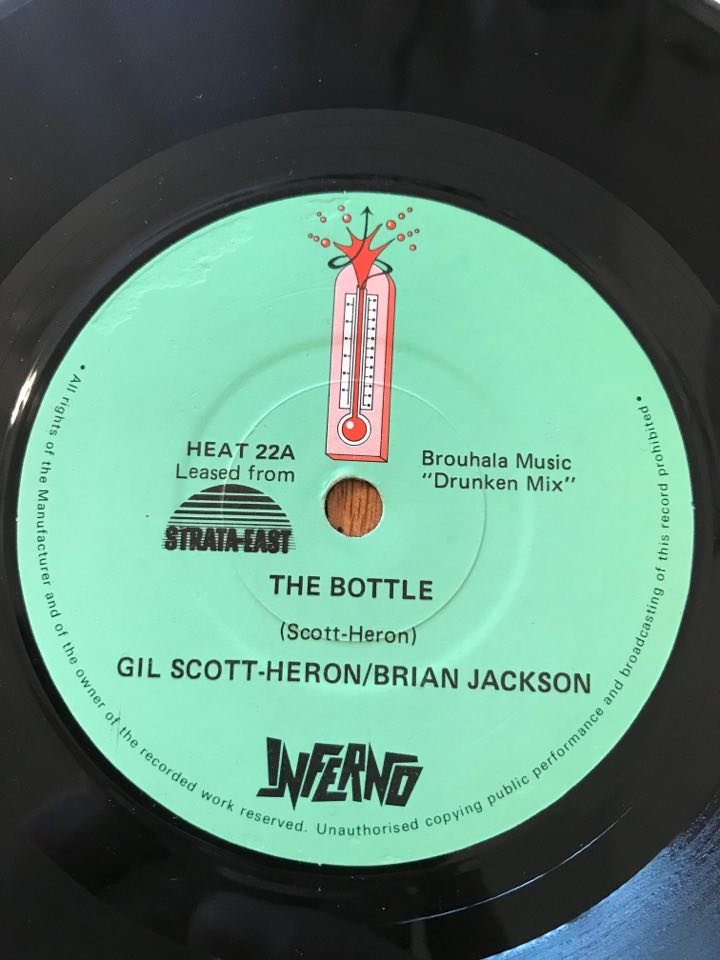 HEAT 22A
Leased from
STRATA-EAST
Brouhala Music
"Drunken Mix"
THE BOTTLE
(Scott-Heron)
GIL SCOTT-HERON/BRIAN JACKSON
INFERNO
• All rights of the Manufacturer and of the owner of the recorded work reserved. Unauthorised copying public performance and broadcasting of this record prohibited •